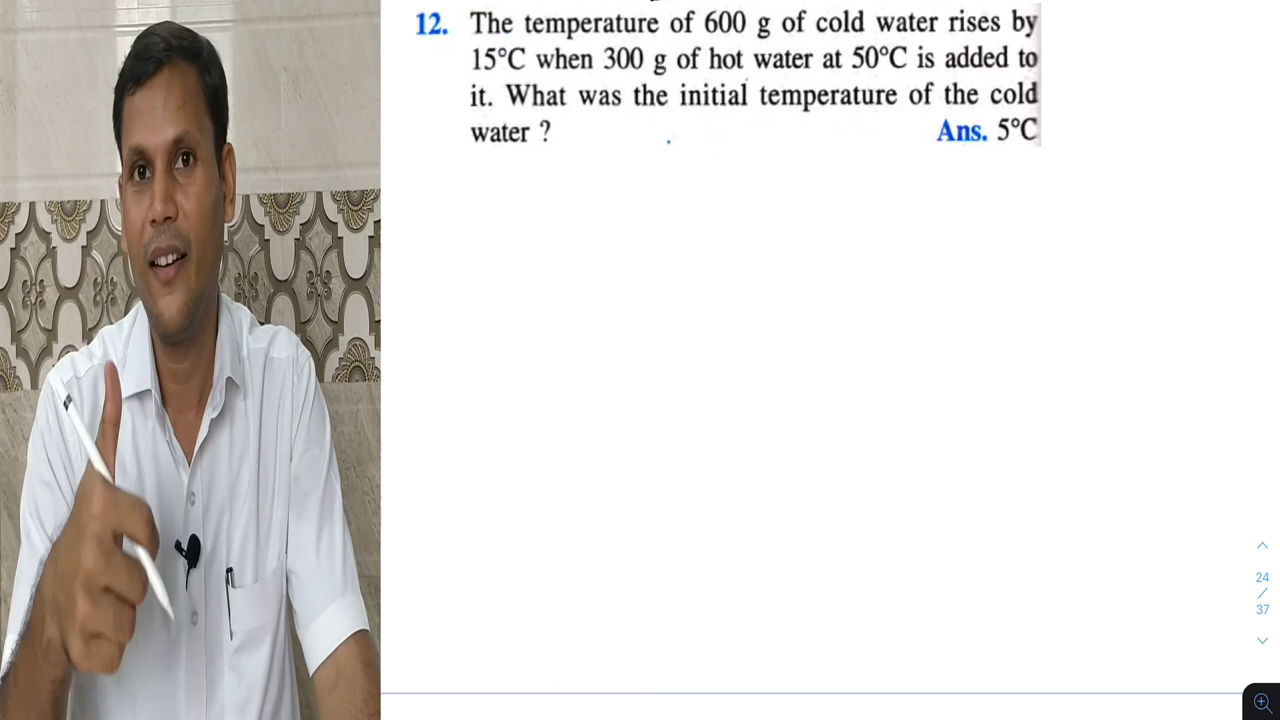 12. The temperature of 600 g of cold water rises by
15°C when 300 g of hot water at 50°C is added to
it. What was the initial temperature of the cold
water ?
Ans. 5°C
24
/
37